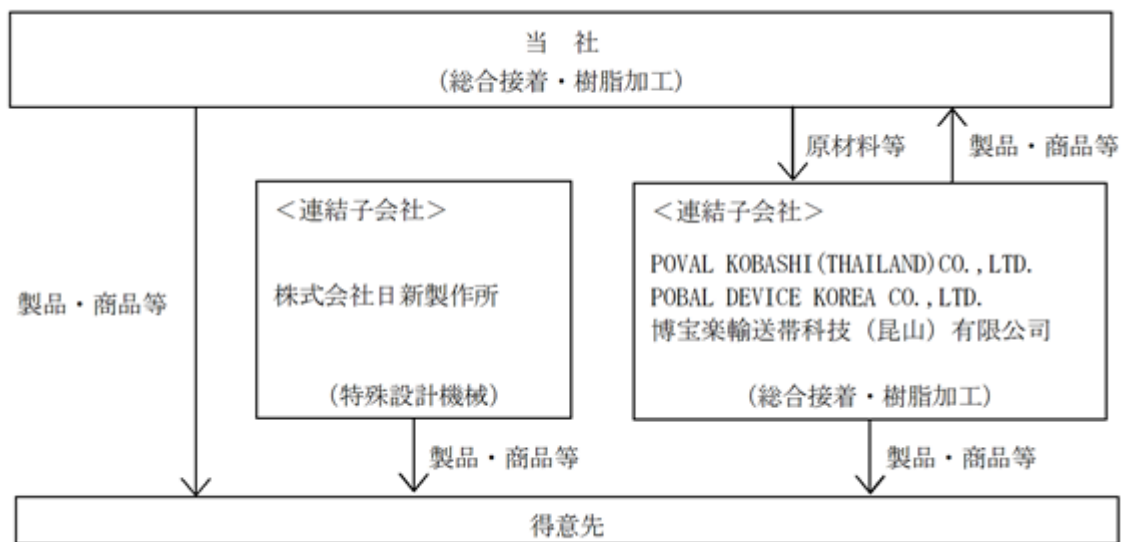 当　社
(総合接着・樹脂加工)
原材料等
製品・商品等
＜連結子会社＞
株式会社日新製作所
(特殊設計機械)
＜連結子会社＞
POVAL KOBASHI(THAILAND)CO.,LTD.
POBAL DEVICE KOREA CO.,LTD.
博宝楽輸送帯科技（昆山）有限公司
(総合接着・樹脂加工)
製品・商品等
製品・商品等
製品・商品等
得意先